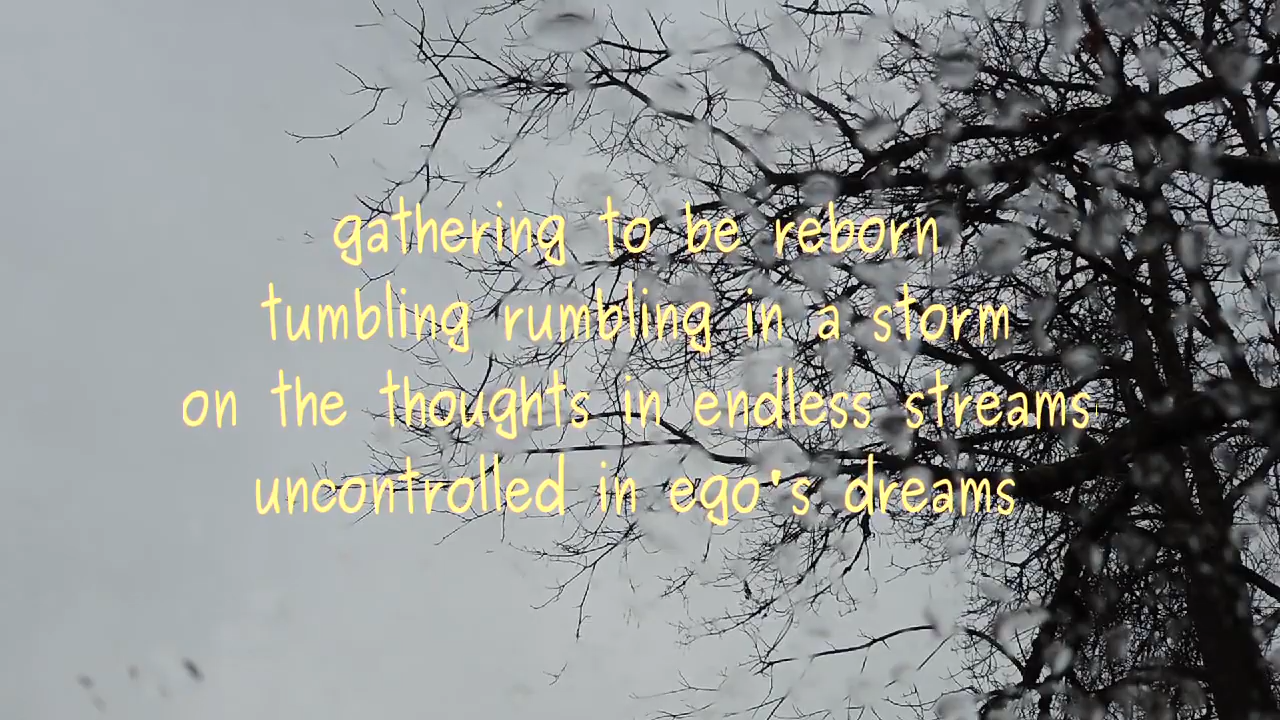 gathering to be reborn
tumbling rumbling in a storm
on the thoughts in endless streams
uncontrolled in ego's dreams